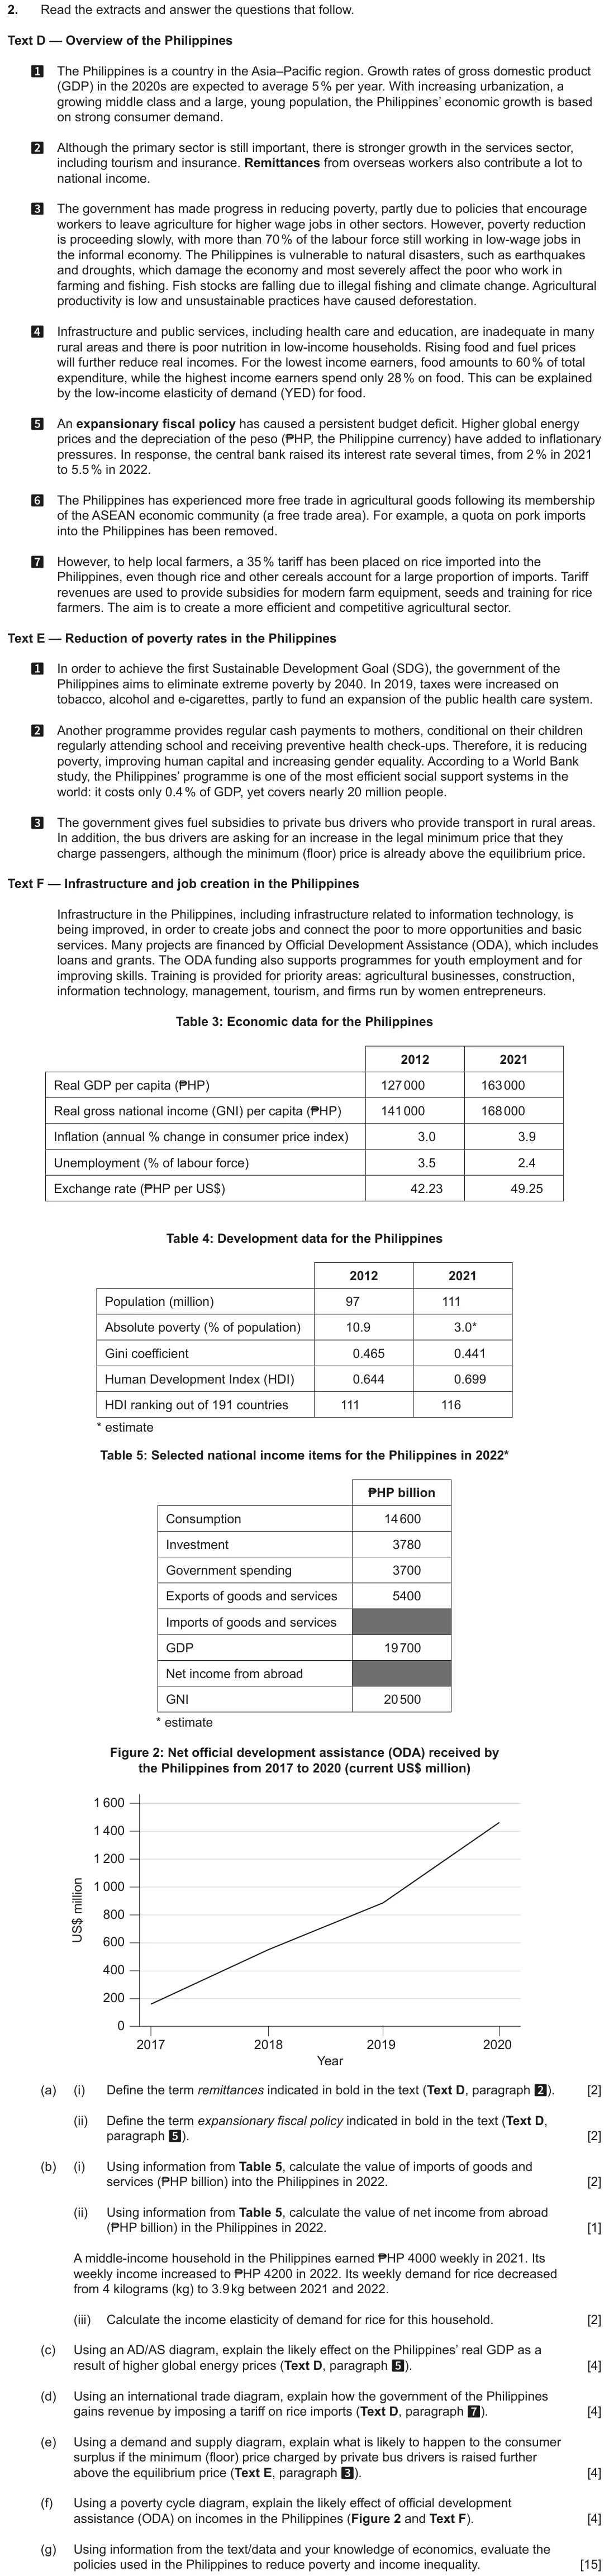 2. Read the extracts and answer the questions that follow.
Text D — Overview of the Philippines
1 The Philippines is a country in the Asia–Pacific region. Growth rates of gross domestic product
(GDP) in the 2020s are expected to average 5% per year. With increasing urbanization, a
growing middle class and a large, young population, the Philippines’ economic growth is based
on strong consumer demand.
2 Although the primary sector is still important, there is stronger growth in the services sector,
including tourism and insurance. Remittances from overseas workers also contribute a lot to
national income.
3 The government has made progress in reducing poverty, partly due to policies that encourage
workers to leave agriculture for higher wage jobs in other sectors. However, poverty reduction
is proceeding slowly, with more than 70% of the labour force still working in low-wage jobs in
the informal economy. The Philippines is vulnerable to natural disasters, such as earthquakes
and droughts, which damage the economy and most severely affect the poor who work in
farming and fishing. Fish stocks are falling due to illegal fishing and climate change. Agricultural
productivity is low and unsustainable practices have caused deforestation.
4 Infrastructure and public services, including health care and education, are inadequate in many
rural areas and there is poor nutrition in low-income households. Rising food and fuel prices
will further reduce real incomes. For the lowest income earners, food amounts to 60% of total
expenditure, while the highest income earners spend only 28% on food. This can be explained
by the low-income elasticity of demand (YED) for food.
5 An expansionary fiscal policy has caused a persistent budget deficit. Higher global energy
prices and the depreciation of the peso (₱HP, the Philippine currency) have added to inflationary
pressures. In response, the central bank raised its interest rate several times, from 2% in 2021
to 5.5% in 2022.
6 The Philippines has experienced more free trade in agricultural goods following its membership
of the ASEAN economic community (a free trade area). For example, a quota on pork imports
into the Philippines has been removed.
7 However, to help local farmers, a 35% tariff has been placed on rice imported into the
Philippines, even though rice and other cereals account for a large proportion of imports. Tariff
revenues are used to provide subsidies for modern farm equipment, seeds and training for rice
farmers. The aim is to create a more efficient and competitive agricultural sector.
Text E — Reduction of poverty rates in the Philippines
1 In order to achieve the first Sustainable Development Goal (SDG), the government of the
Philippines aims to eliminate extreme poverty by 2040. In 2019, taxes were increased on
tobacco, alcohol and e-cigarettes, partly to fund an expansion of the public health care system.
2 Another programme provides regular cash payments to mothers, conditional on their children
regularly attending school and receiving preventive health check-ups. Therefore, it is reducing
poverty, improving human capital and increasing gender equality. According to a World Bank
study, the Philippines’ programme is one of the most efficient social support systems in the
world: it costs only 0.4% of GDP, yet covers nearly 20 million people.
3 The government gives fuel subsidies to private bus drivers who provide transport in rural areas.
In addition, the bus drivers are asking for an increase in the legal minimum price that they
charge passengers, although the minimum (floor) price is already above the equilibrium price.
Text F — Infrastructure and job creation in the Philippines
Infrastructure in the Philippines, including infrastructure related to information technology, is
being improved, in order to create jobs and connect the poor to more opportunities and basic
services. Many projects are financed by Official Development Assistance (ODA), which includes
loans and grants. The ODA funding also supports programmes for youth employment and for
improving skills. Training is provided for priority areas: agricultural businesses, construction,
information technology, management, tourism, and firms run by women entrepreneurs.
Table 3: Economic data for the Philippines
2012 2021
Real GDP per capita (₱HP) 127000 163000
Real gross national income (GNI) per capita (₱HP) 141000 168000
Inflation (annual % change in consumer price index) 3.0 3.9
Unemployment (% of labour force) 3.5 2.4
Exchange rate (₱HP per US$) 42.23 49.25
Table 4: Development data for the Philippines
2012 2021
Population (million) 97 111
Absolute poverty (% of population) 10.9 3.0*
Gini coefficient 0.465 0.441
Human Development Index (HDI) 0.644 0.699
HDI ranking out of 191 countries 111 116
* estimate
Table 5: Selected national income items for the Philippines in 2022*
₱HP billion
Consumption 14600
Investment 3780
Government spending 3700
Exports of goods and services 5400
Imports of goods and services
GDP 19700
Net income from abroad
GNI 20500
* estimate
Figure 2: Net official development assistance (ODA) received by
the Philippines from 2017 to 2020 (current US$ million)
1600
1400
1200
1000
800
600
400
200
0
US$ million
2017 2018 2019 2020
Year
(a) (i) Define the term remittances indicated in bold in the text (Text D, paragraph 2). [2]
(ii) Define the term expansionary fiscal policy indicated in bold in the text (Text D,
paragraph 5). [2]
(b) (i) Using information from Table 5, calculate the value of imports of goods and
services (₱HP billion) into the Philippines in 2022. [2]
(ii) Using information from Table 5, calculate the value of net income from abroad
(₱HP billion) in the Philippines in 2022. [1]
A middle-income household in the Philippines earned ₱HP 4000 weekly in 2021. Its
weekly income increased to ₱HP 4200 in 2022. Its weekly demand for rice decreased
from 4 kilograms (kg) to 3.9kg between 2021 and 2022.
(iii) Calculate the income elasticity of demand for rice for this household. [2]
(c) Using an AD/AS diagram, explain the likely effect on the Philippines’ real GDP as a
result of higher global energy prices (Text D, paragraph 5). [4]
(d) Using an international trade diagram, explain how the government of the Philippines
gains revenue by imposing a tariff on rice imports (Text D, paragraph 7). [4]
(e) Using a demand and supply diagram, explain what is likely to happen to the consumer
surplus if the minimum (floor) price charged by private bus drivers is raised further
above the equilibrium price (Text E, paragraph 3). [4]
(f) Using a poverty cycle diagram, explain the likely effect of official development
assistance (ODA) on incomes in the Philippines (Figure 2 and Text F). [4]
(g) Using information from the text/data and your knowledge of economics, evaluate the
policies used in the Philippines to reduce poverty and income inequality. [15]